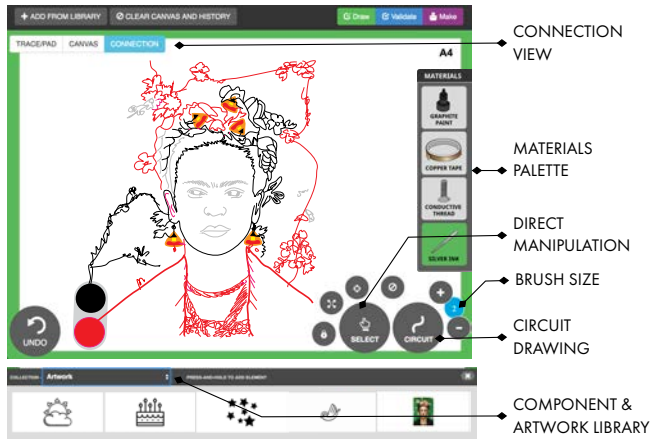 + ADD FROM LIBRARY
CLEAR CANVAS AND HISTORY
Draw
Validate
Make
TRACE/PAD CANVAS CONNECTION
A4
CONNECTION
VIEW
MATERIALS
GRAPHITE
PAINT
COPPER TAPE
CONDUCTIVE
THREAD
SILVER INK
MATERIALS
PALETTE
DIRECT
MANIPULATION
BRUSH SIZE
CIRCUIT
DRAWING
UNDO
SELECT
CIRCUIT
COLLECTION Artwork
PRESS-AND-HOLD TO ADD ELEMENT
COMPONENT &
ARTWORK LIBRARY